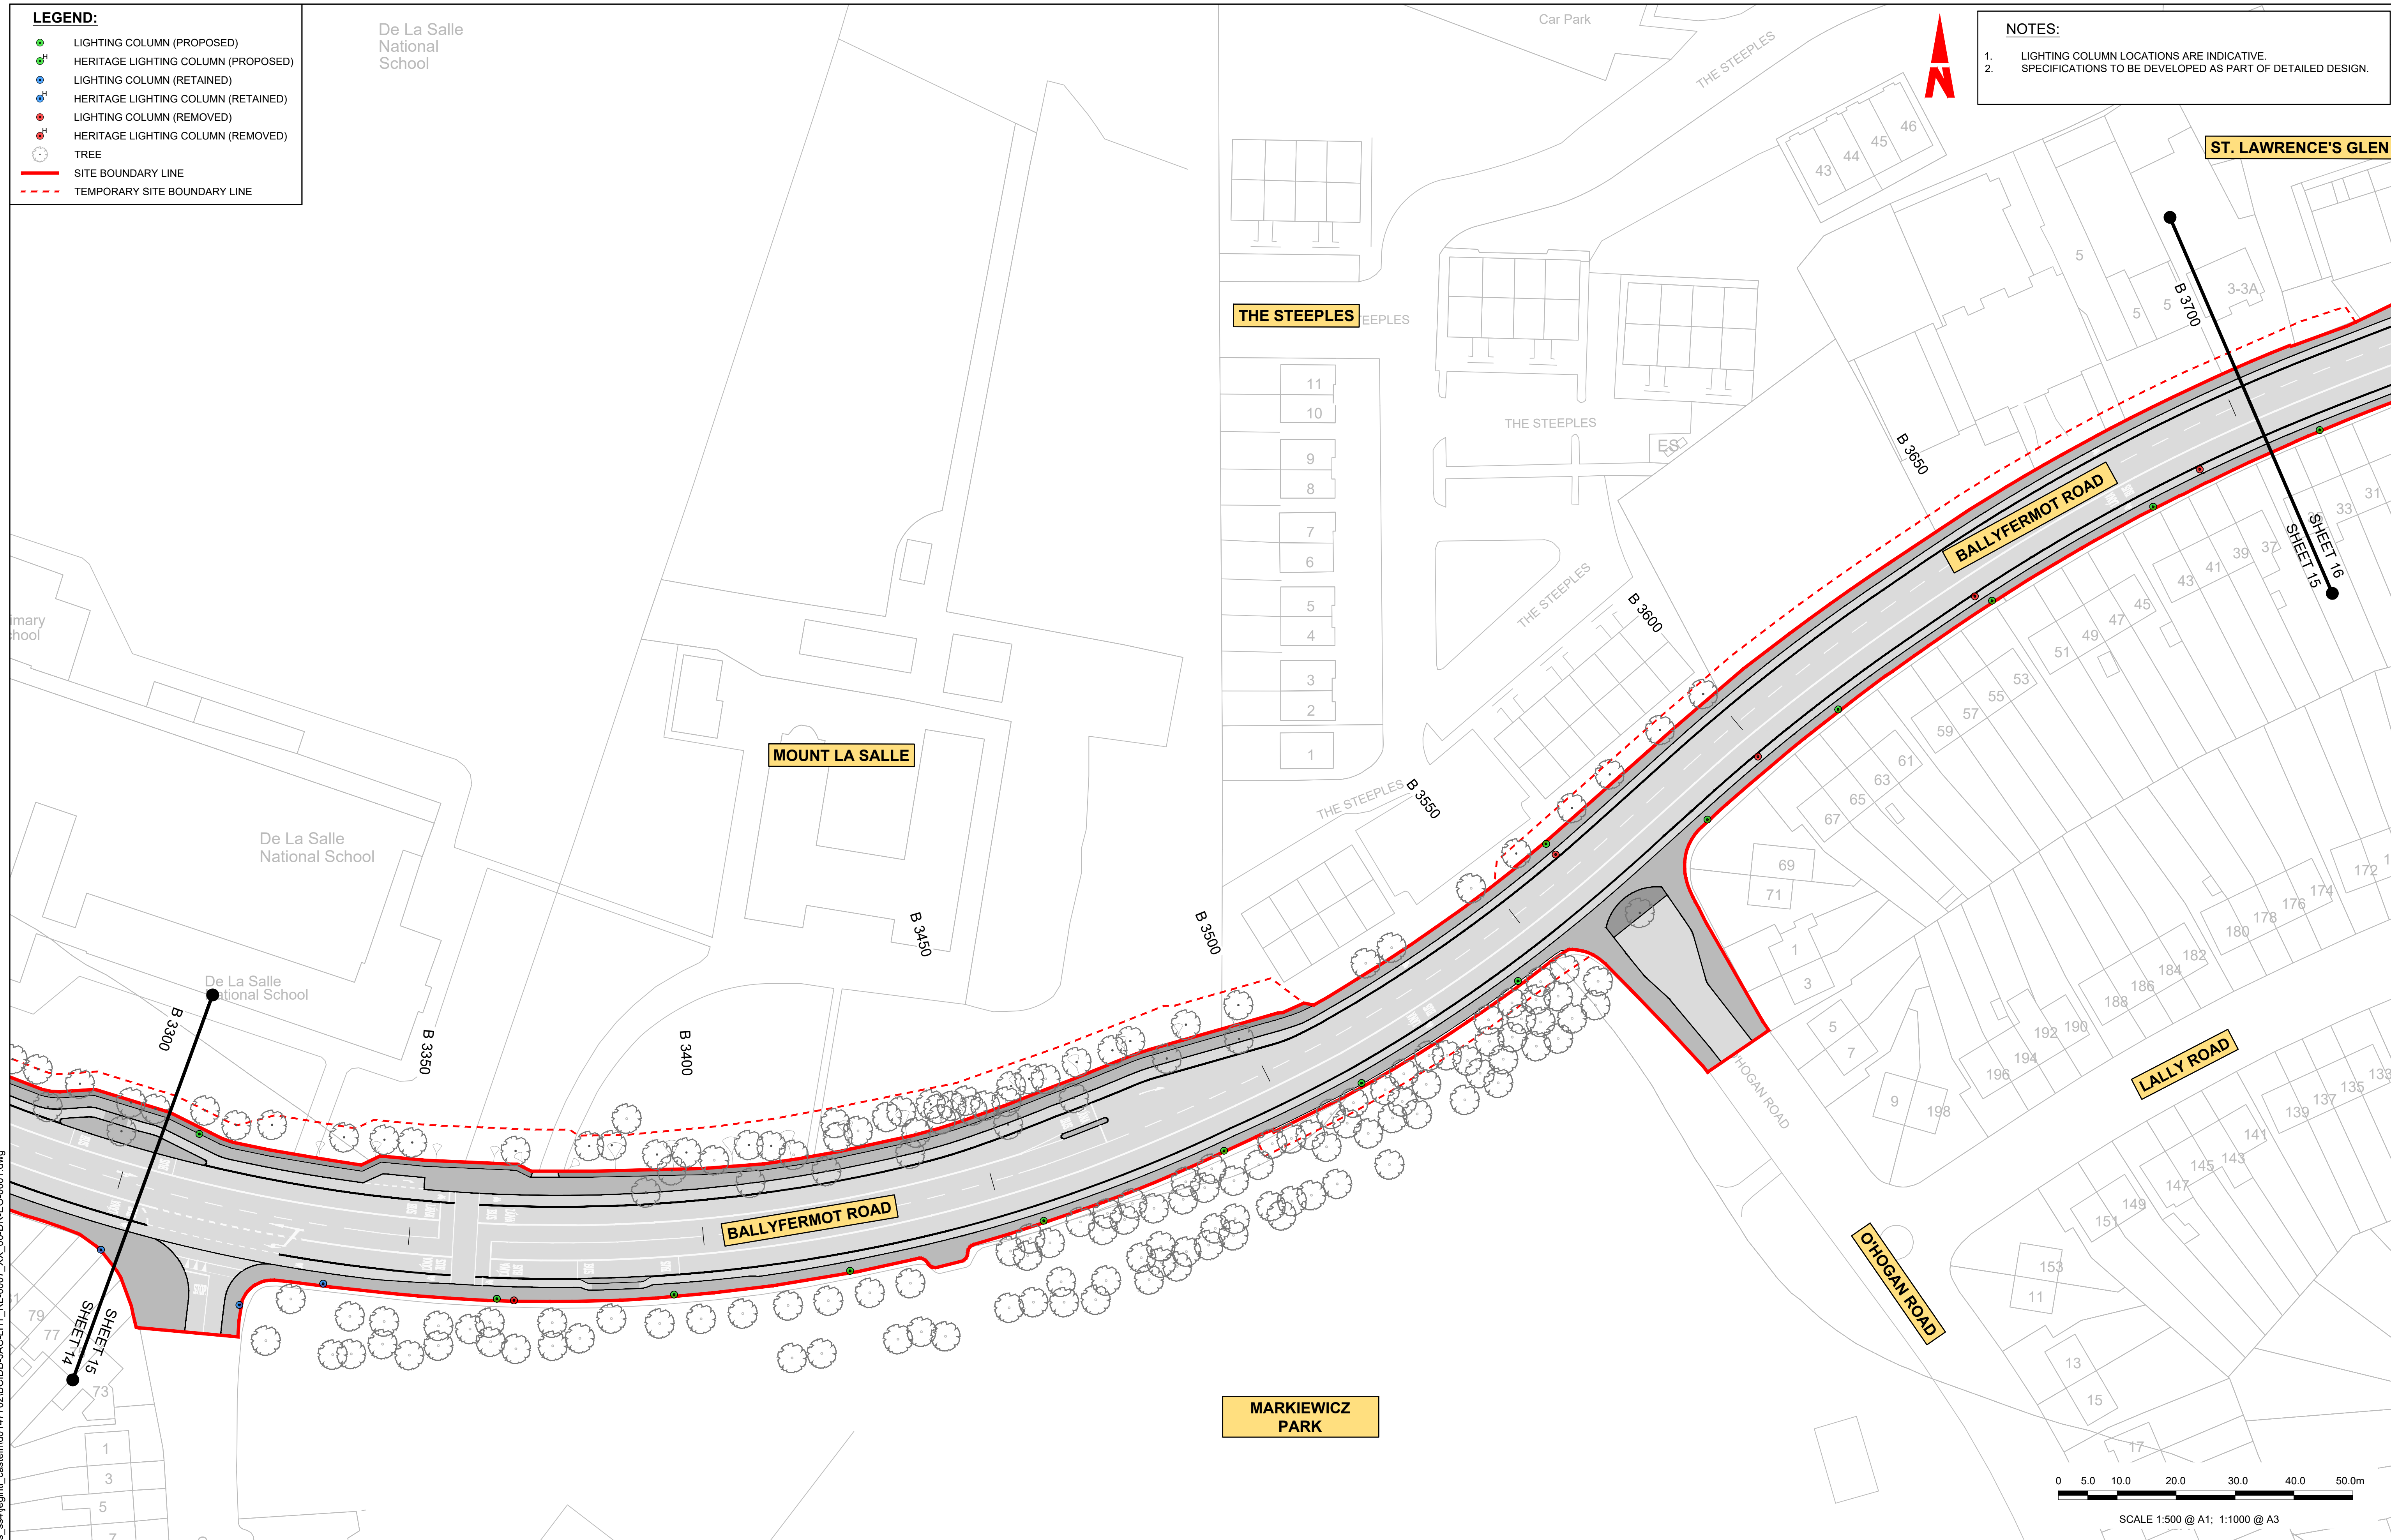 LEGEND:
LIGHTING COLUMN (PROPOSED)
H
HERITAGE LIGHTING COLUMN (PROPOSED)
LIGHTING COLUMN (RETAINED)
H
HERITAGE LIGHTING COLUMN (RETAINED)
LIGHTING COLUMN (REMOVED)
H
HERITAGE LIGHTING COLUMN (REMOVED)
TREE
SITE BOUNDARY LINE
TEMPORARY SITE BOUNDARY LINE
De La Salle
National
School
Car Park
THE STEEPLES
N
NOTES:
1. LIGHTING COLUMN LOCATIONS ARE INDICATIVE.
2. SPECIFICATIONS TO BE DEVELOPED AS PART OF DETAILED DESIGN.
ST. LAWRENCE'S GLEN
43
44
45
46
5
5
5
3-3A
B 3700
THE STEEPLES
11
10
9
8
7
6
5
4
3
2
1
THE STEEPLES
ES
THE STEEPLES
THE STEEPLES
B 3650
B 3600
B 3550
B 3500
B 3450
B 3400
B 3350
B 3300
BALLYFERMOT ROAD
SHEET 16
SHEET 15
31
33
37
39
41
43
45
47
49
51
53
55
57
59
61
63
65
67
69
71
1
3
5
7
9
198
196
194
192
190
188
186
184
182
180
178
176
174
172
MOUNT LA SALLE
De La Salle
National School
De La Salle
National School
BALLYFERMOT ROAD
BUS
LANE
STOP
SHEET 15
SHEET 14
79
77
73
1
3
5
7
HOGAN ROAD
LALLY ROAD
133
135
137
139
141
143
145
147
149
151
153
11
13
15
17
O'HOGAN ROAD
MARKIEWICZ
PARK
0 5.0 10.0 20.0 30.0 40.0 50.0m
SCALE 1:500 @ A1; 1:1000 @ A3